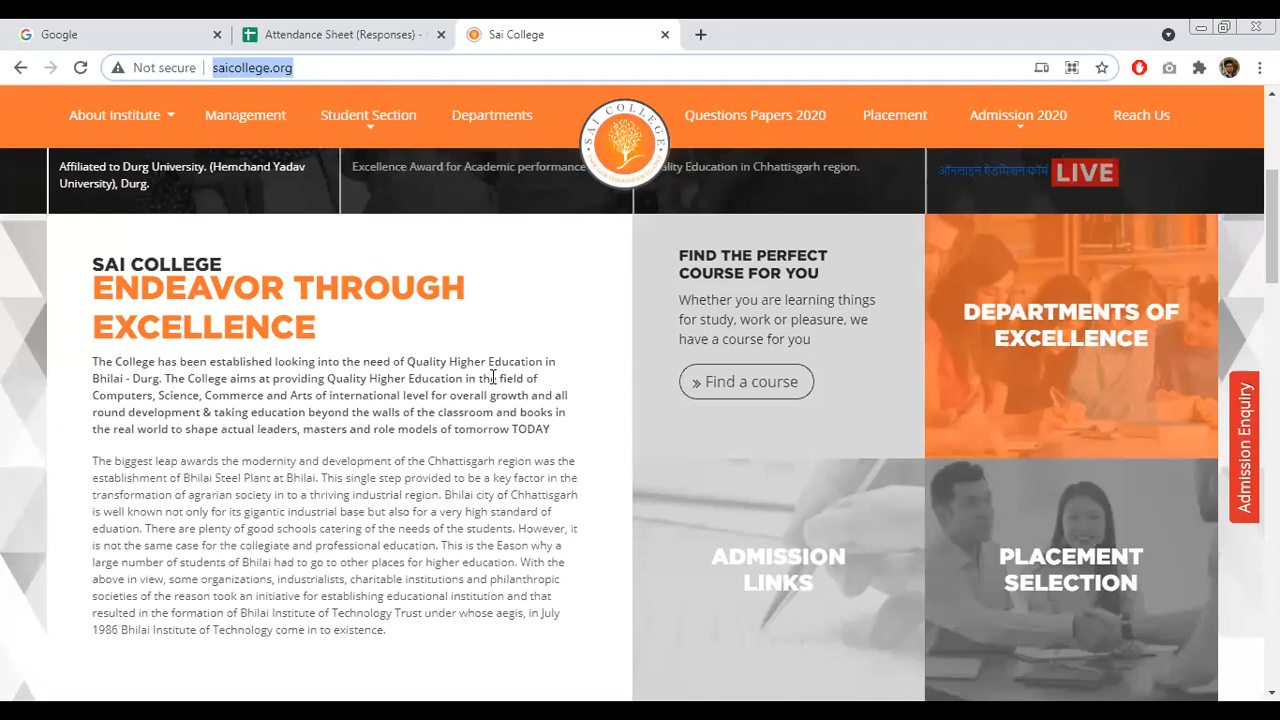 Google
Attendance Sheet (Responses) -
Sai College
Not secure
saicollege.org
About Institute
Management
Student Section
Departments
SAI COLLEGE
Questions Papers 2020
Placement
Admission 2020
Reach Us
Affiliated to Durg University. (Hemchand Yadav
University), Durg.
Excellence Award for Academic performance
Education in Chhattisgarh region.
ऑनलाइन ऐडमिशन फॉर्म LIVE
SAI COLLEGE
ENDEAVOR THROUGH
EXCELLENCE
The College has been established looking into the need of Quality Higher Education in
Bhilai - Durg. The College aims at providing Quality Higher Education in the field of
Computers, Science, Commerce and Arts of international level for overall growth and all
round development & taking education beyond the walls of the classroom and books in
the real world to shape actual leaders, masters and role models of tomorrow TODAY
The biggest leap awards the modernity and development of the Chhattisgarh region was the
establishment of Bhilai Steel Plant at Bhilai. This single step provided to be a key factor in the
transformation of agrarian society in to a thriving industrial region. Bhilai city of Chhattisgarh
is well known not only for its gigantic industrial base but also for a very high standard of
eduation. There are plenty of good schools catering of the needs of the students. However, it
is not the same case for the collegiate and professional education. This is the Eason why a
large number of students of Bhilai had to go to other places for higher education. With the
above in view, some organizations, industrialists, charitable institutions and philanthropic
societies of the reason took an initiative for establishing educational institution and that
resulted in the formation of Bhilai Institute of Technology Trust under whose aegis, in July
1986 Bhilai Institute of Technology come in to existence.
FIND THE PERFECT
COURSE FOR YOU
Whether you are learning things
for study, work or pleasure, we
have a course for you
» Find a course
DEPARTMENTS OF
EXCELLENCE
ADMISSION
LINKS
PLACEMENT
SELECTION
Admission Enquiry